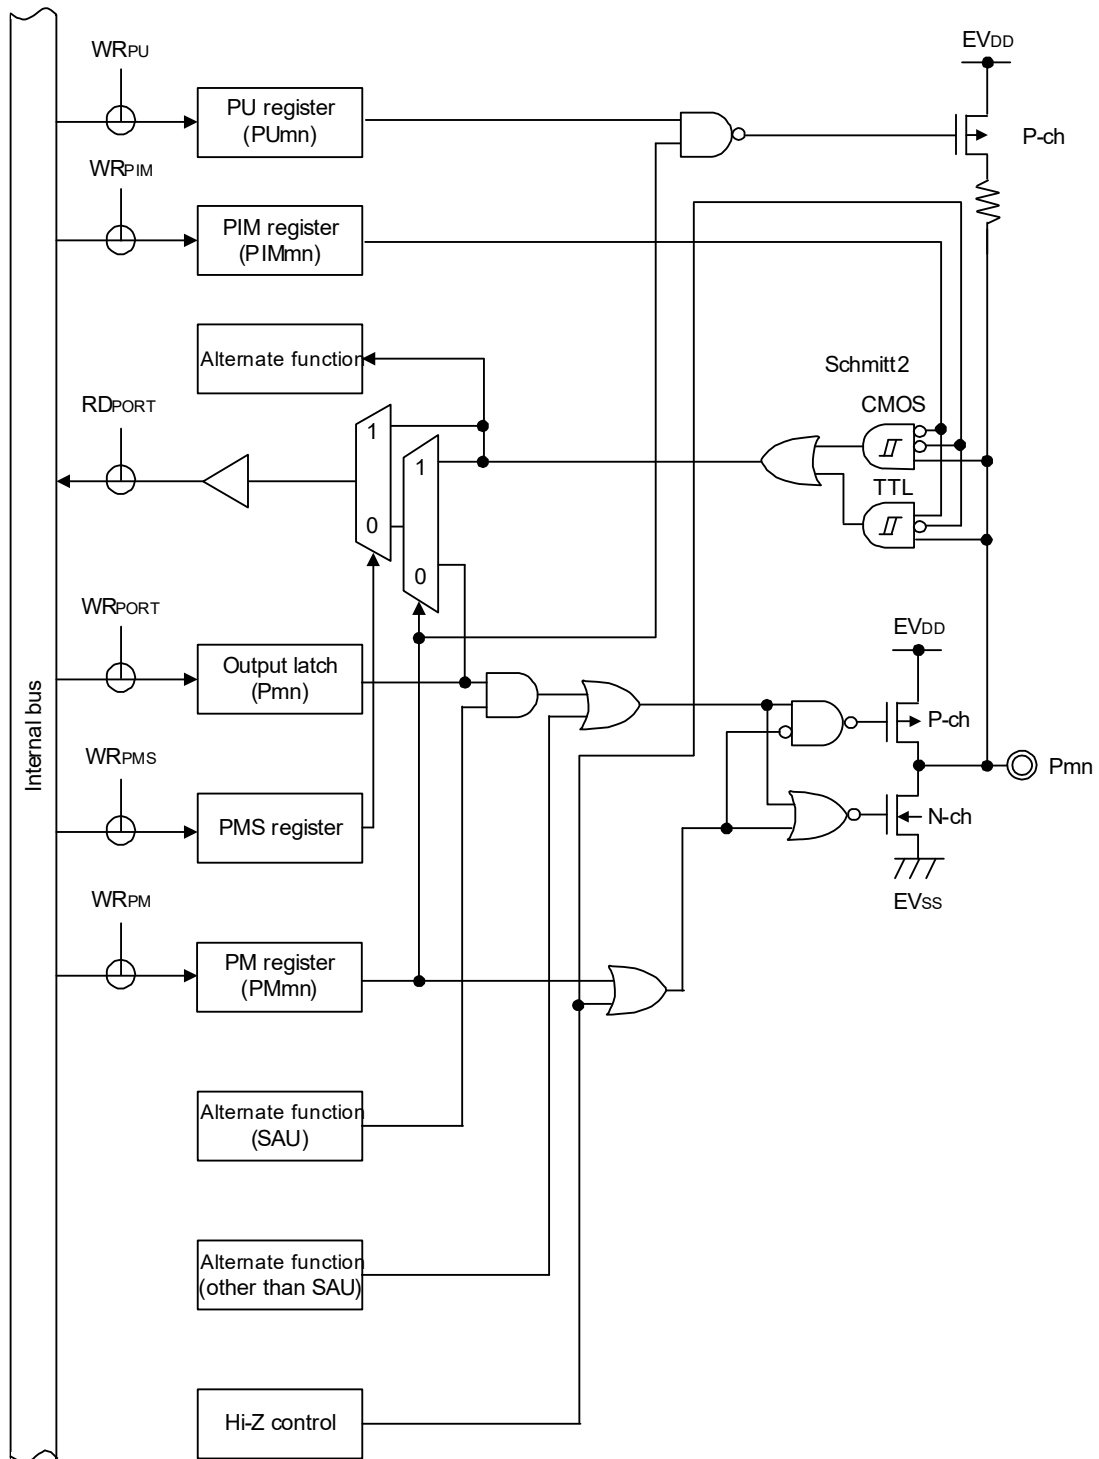 EVDD
WRPU
PU register
(PUmn)
P-ch
WRPIM
PIM register
(PIMmn)
Alternate function
Schmitt2
RDPORT
CMOS
1
1
TTL
0
0
WRPORT
EVDD
Output latch
(Pmn)
P-ch
Internal bus
WRPMS
Pmn
PMS register
N-ch
WRPM
EVSS
PM register
(PMmn)
Alternate function
(SAU)
Alternate function
(other than SAU)
Hi-Z control